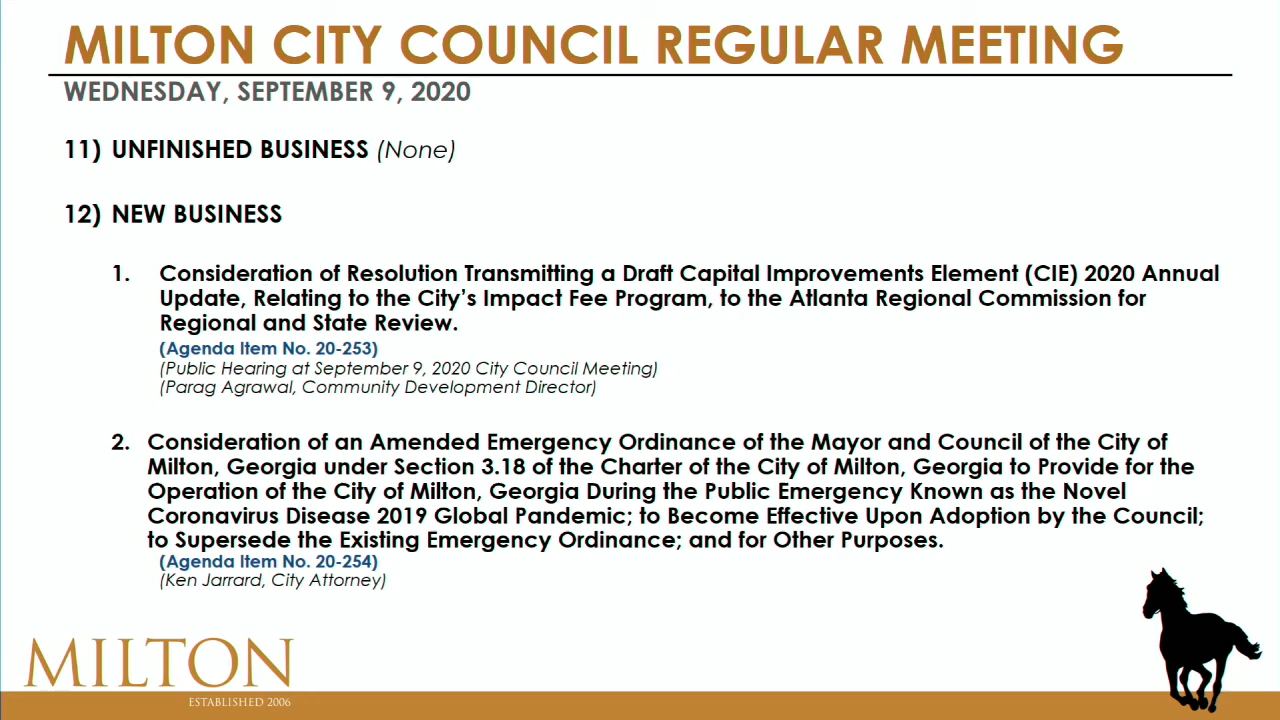 MILTON CITY COUNCIL REGULAR MEETING
WEDNESDAY, SEPTEMBER 9, 2020
11) UNFINISHED BUSINESS (None)
12) NEW BUSINESS
1. Consideration of Resolution Transmitting a Draft Capital Improvements Element (CIE) 2020 Annual
Update, Relating to the City’s Impact Fee Program, to the Atlanta Regional Commission for
Regional and State Review.
(Agenda Item No. 20-253)
(Public Hearing at September 9, 2020 City Council Meeting)
(Parag Agrawal, Community Development Director)
2. Consideration of an Amended Emergency Ordinance of the Mayor and Council of the City of
Milton, Georgia under Section 3.18 of the Charter of the City of Milton, Georgia to Provide for the
Operation of the City of Milton, Georgia During the Public Emergency Known as the Novel
Coronavirus Disease 2019 Global Pandemic; to Become Effective Upon Adoption by the Council;
to Supersede the Existing Emergency Ordinance; and for Other Purposes.
(Agenda Item No. 20-254)
(Ken Jarrard, City Attorney)
MILTON
ESTABLISHED 2006